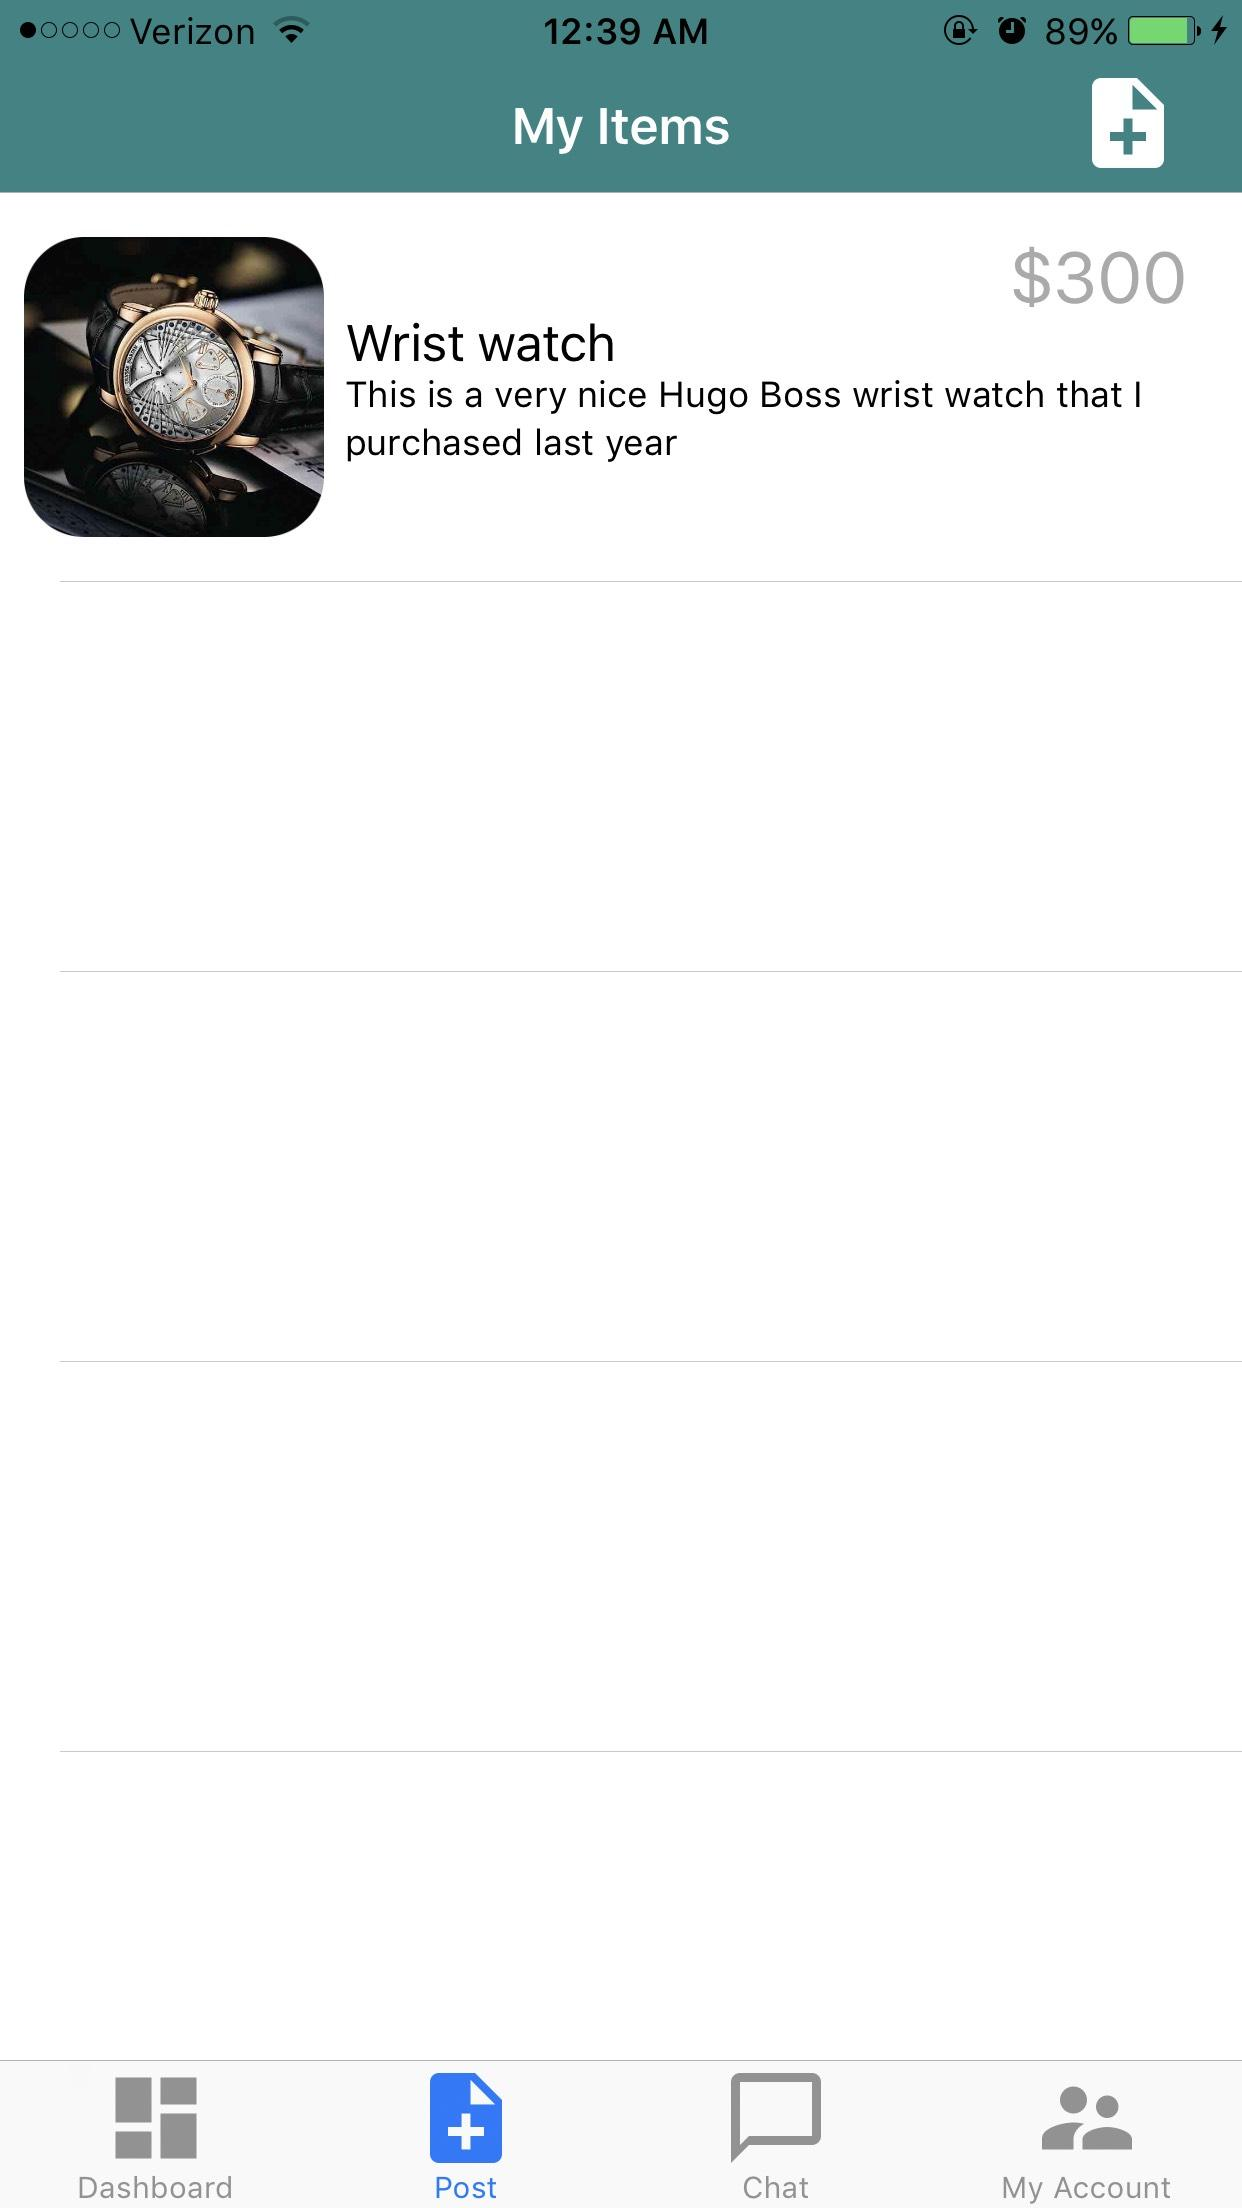 Verizon 12:39 AM 89%
My Items
$300
Wrist watch
This is a very nice Hugo Boss wrist watch that I
purchased last year
Dashboard Post Chat My Account